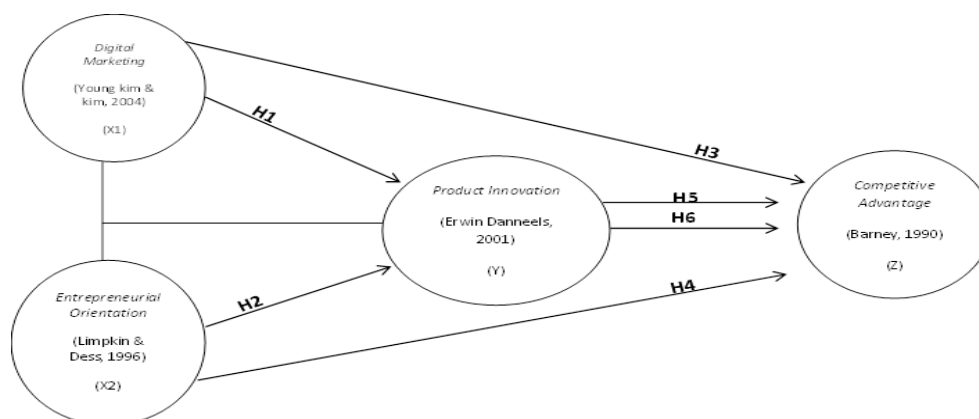 Digital
Marketing
(Young kim &
kim, 2004)
(X1)
H1
H3
Product Innovation
(Erwin Danneels,
2001)
(Y)
H5
H6
Competitive
Advantage
(Barney, 1990)
(Z)
Entrepreneurial
Orientation
(Limpkin &
Dess, 1996)
(X2)
H2
H4